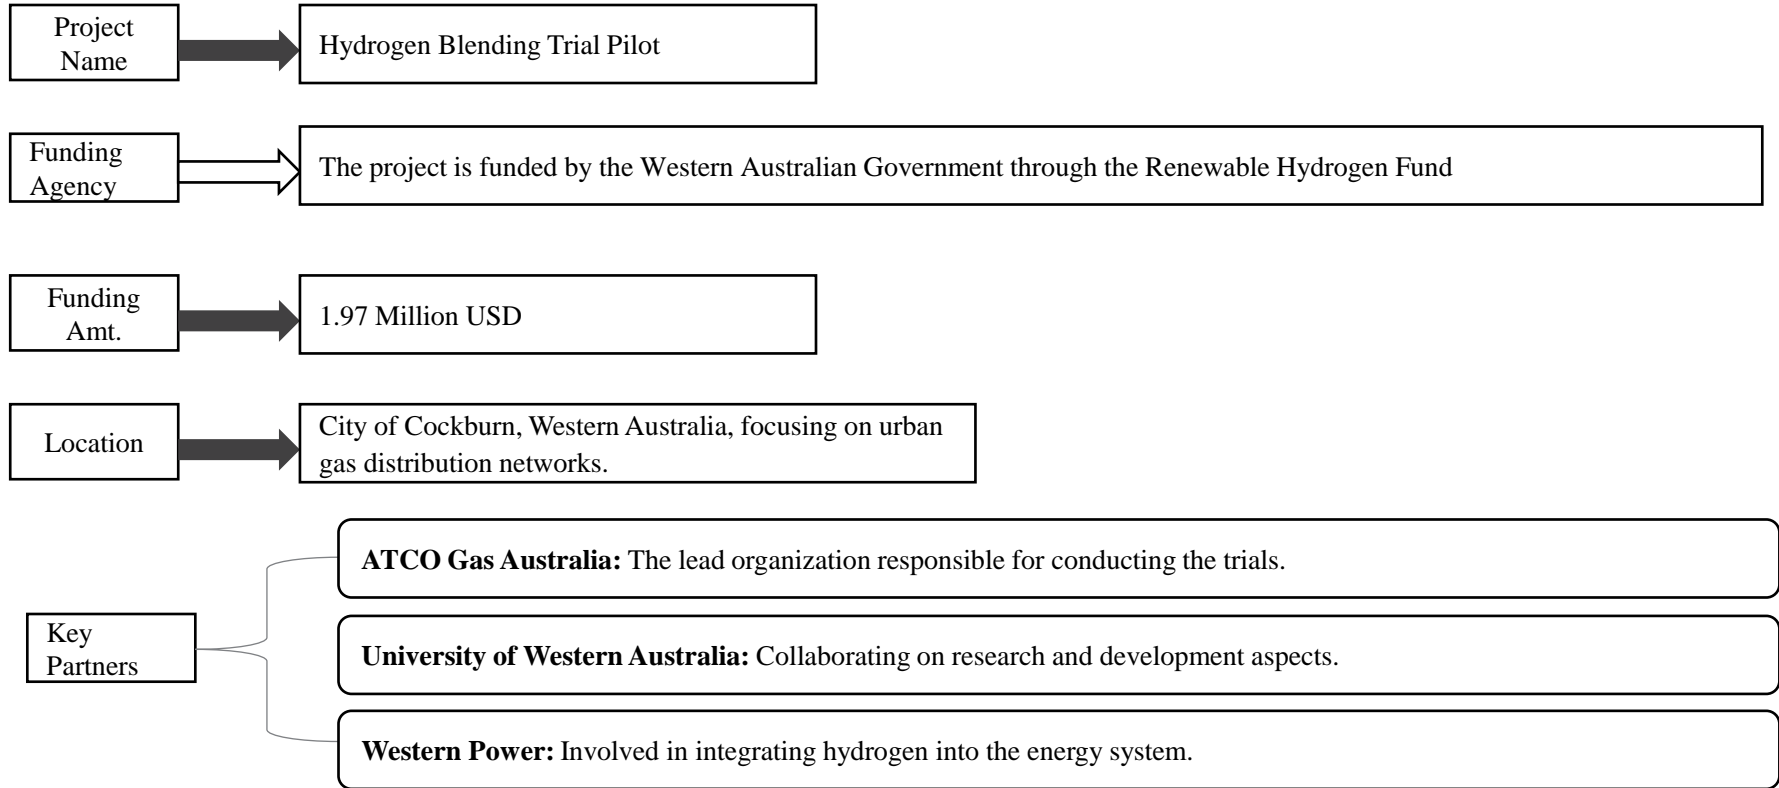 Project
Name
Hydrogen Blending Trial Pilot
Funding
Agency
The project is funded by the Western Australian Government through the Renewable Hydrogen Fund
Funding
Amt.
1.97 Million USD
Location
City of Cockburn, Western Australia, focusing on urban
gas distribution networks.
Key
Partners
ATCO Gas Australia: The lead organization responsible for conducting the trials.
University of Western Australia: Collaborating on research and development aspects.
Western Power: Involved in integrating hydrogen into the energy system.